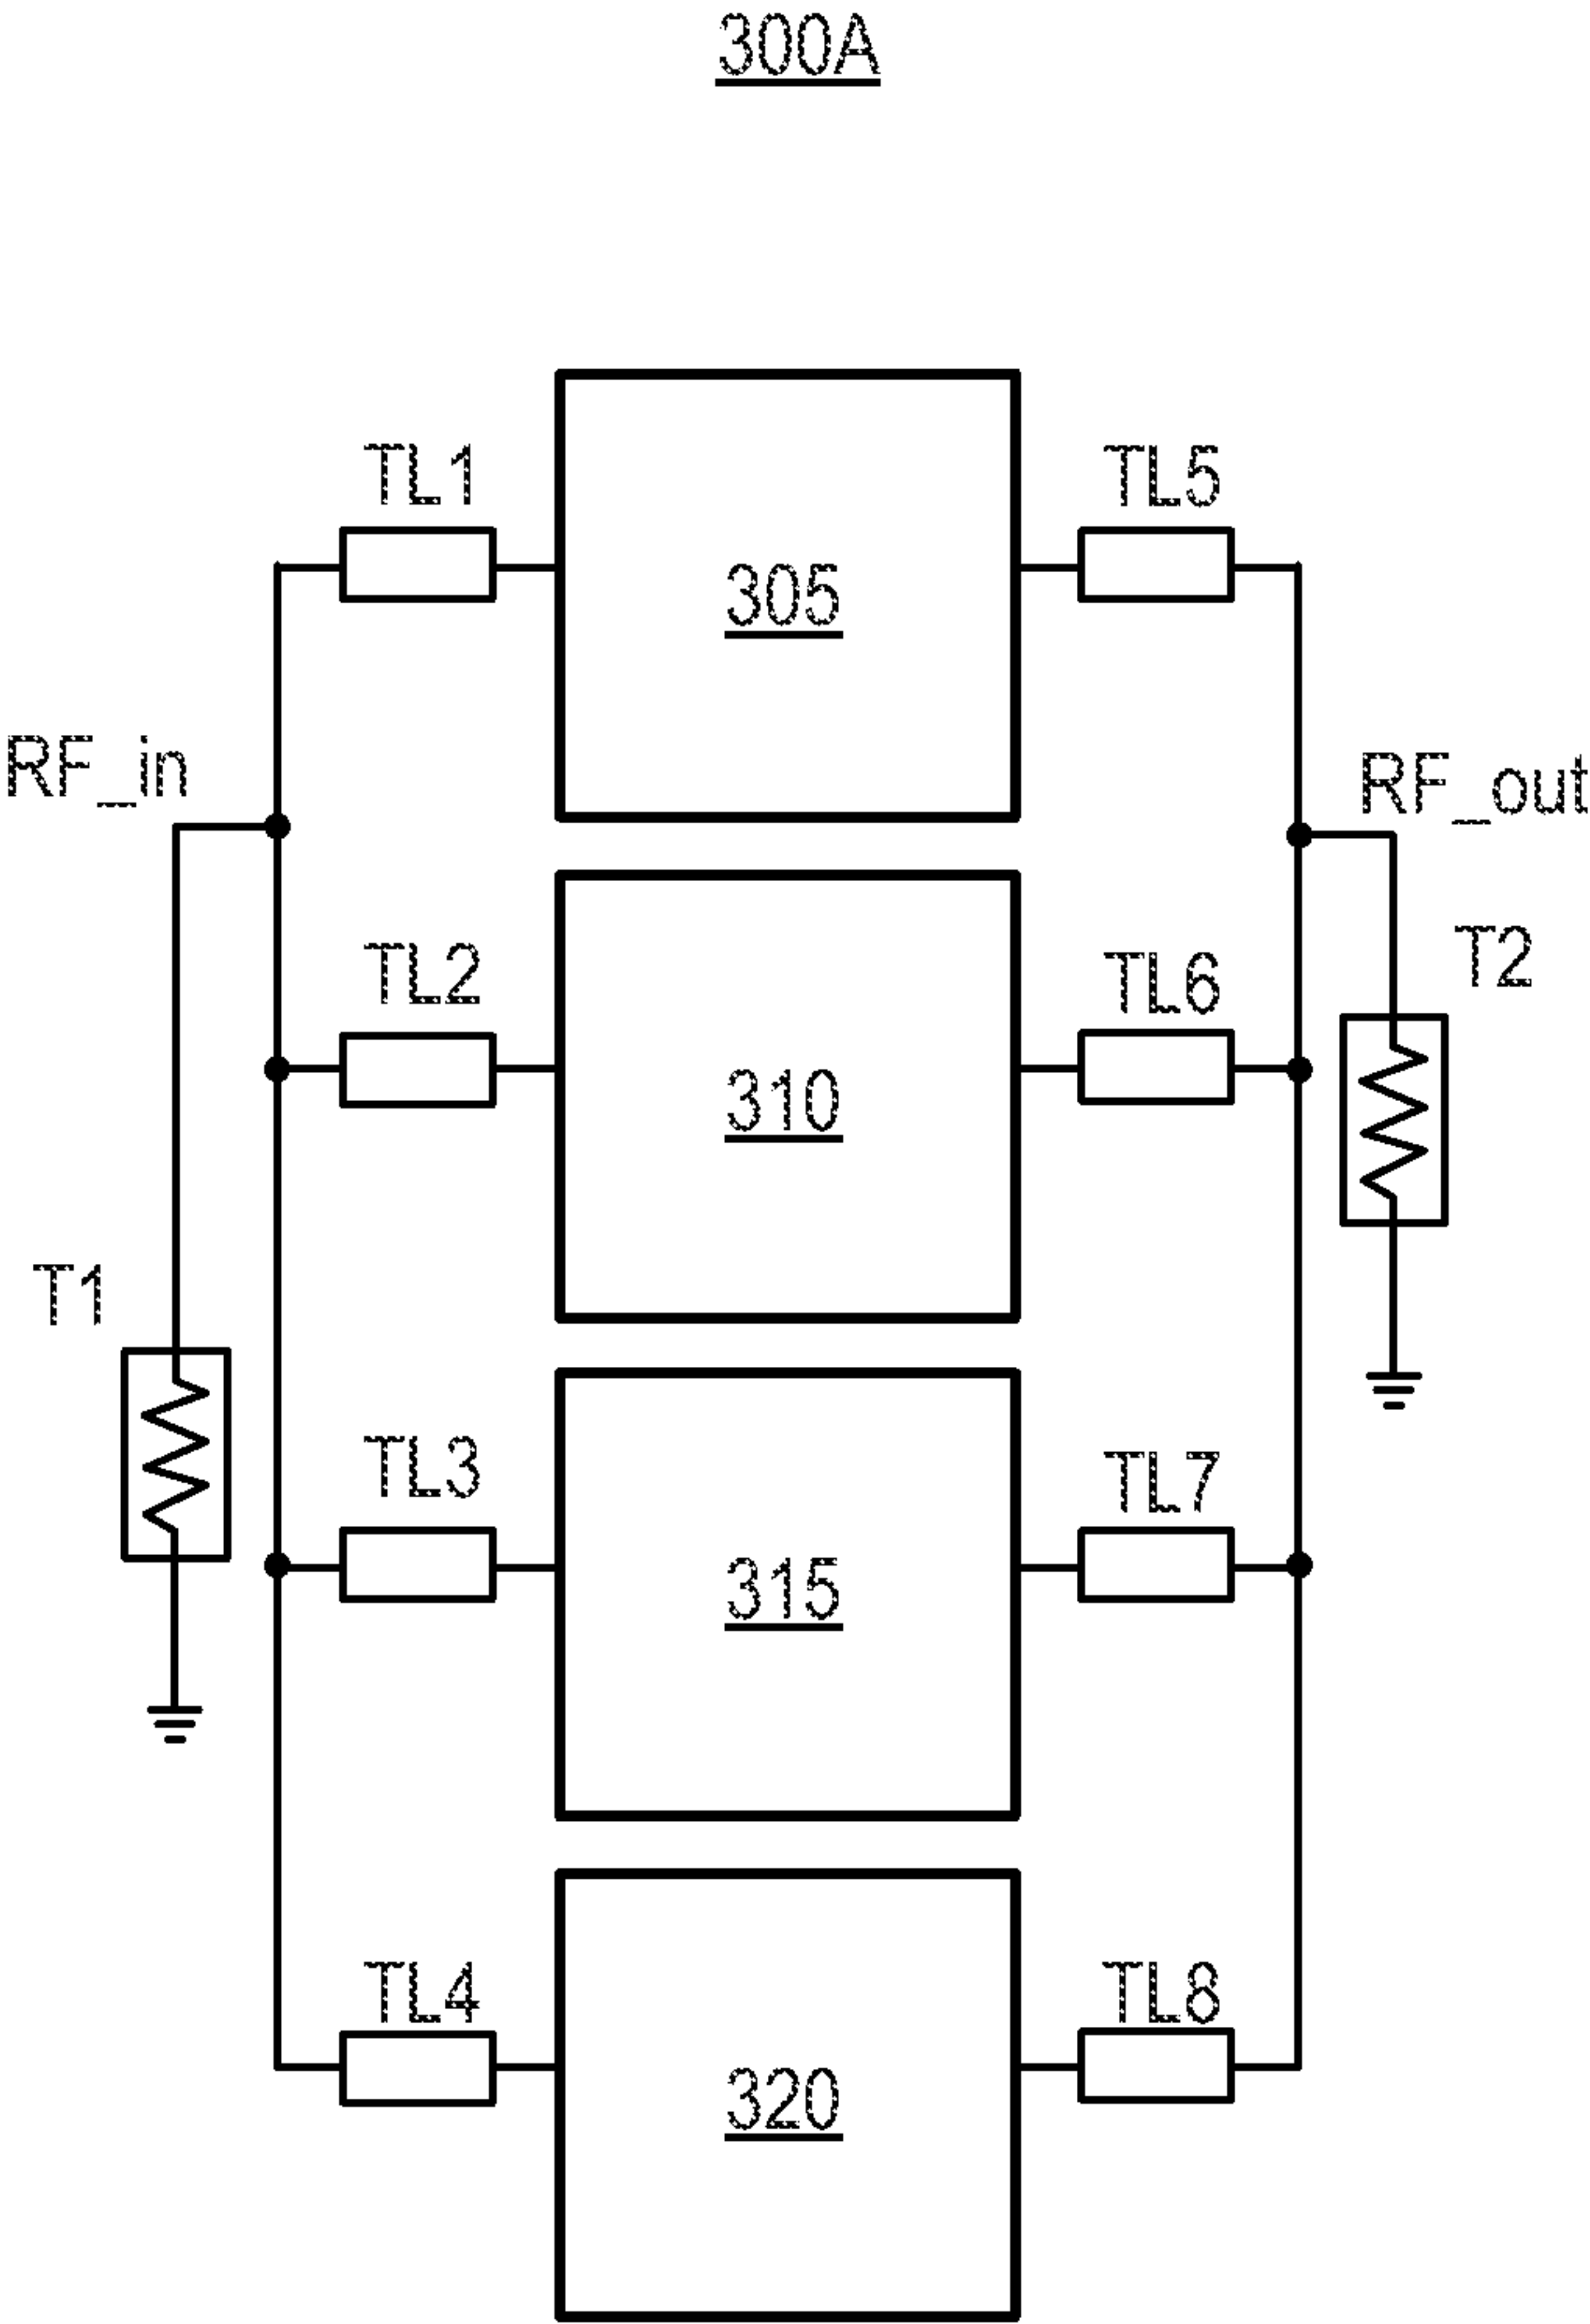 300A
TL1
TL5
305
RF_in
RF_out
TL2
TL6
T2
310
T1
TL3
TL7
315
TL4
TL8
320